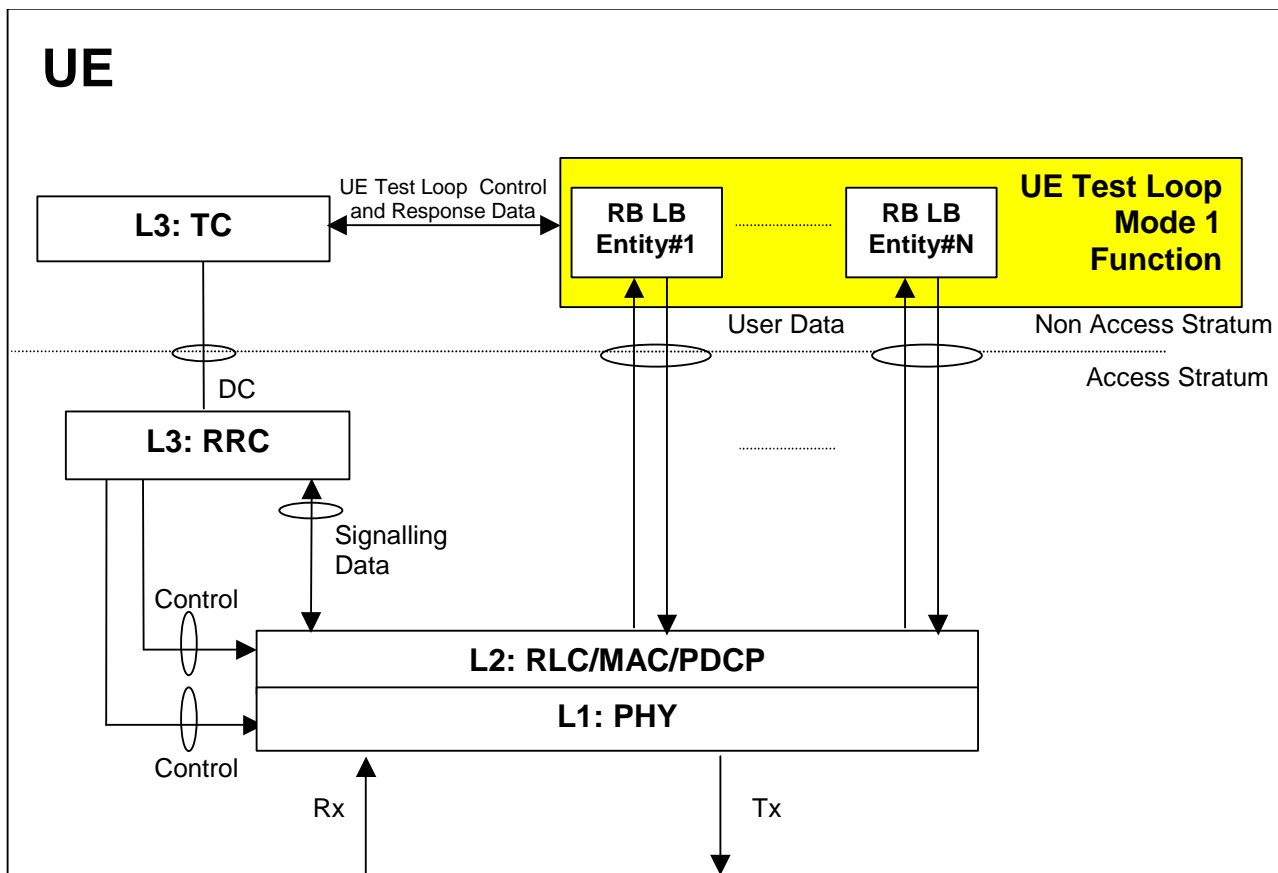 UE
UE Test Loop Control
and Response Data
L3: TC
RB LB
Entity#1
RB LB
Entity#N
UE Test Loop
Mode 1
Function
User Data
Non Access Stratum
Access Stratum
DC
L3: RRC
Signalling
Data
Control
L2: RLC/MAC/PDCP
L1: PHY
Control
Rx
Tx